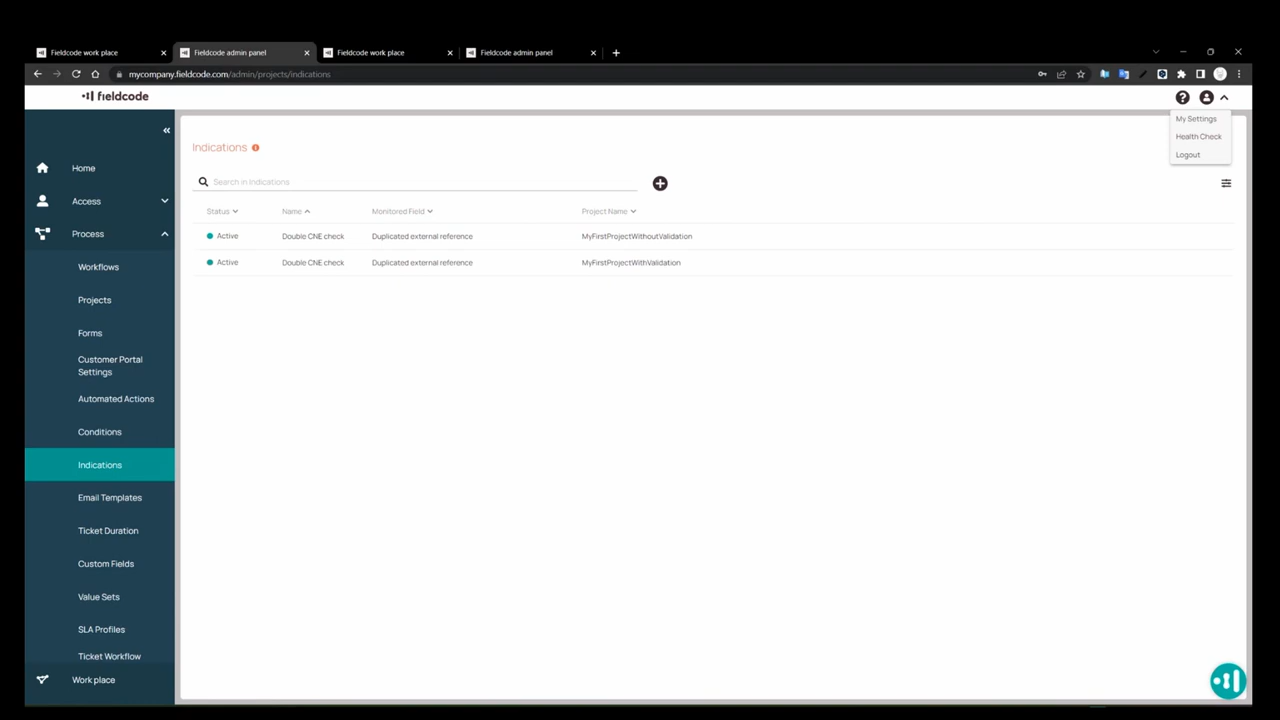 Fieldcode work place
Fieldcode admin panel
Fieldcode work place
Fieldcode admin panel
mycompany.fieldcode.com/admin/projects/indications
fieldcode
My Settings
Health Check
Logout
Home
Access
Process
Workflows
Projects
Forms
Customer Portal
Settings
Automated Actions
Conditions
Indications
Email Templates
Ticket Duration
Custom Fields
Value Sets
SLA Profiles
Ticket Workflow
Work place
Indications
Search in Indications
Status Name Monitored Field Project Name
Active Double CNE check Duplicated external reference MyFirstProjectWithoutValidation
Active Double CNE check Duplicated external reference MyFirstProjectWithValidation